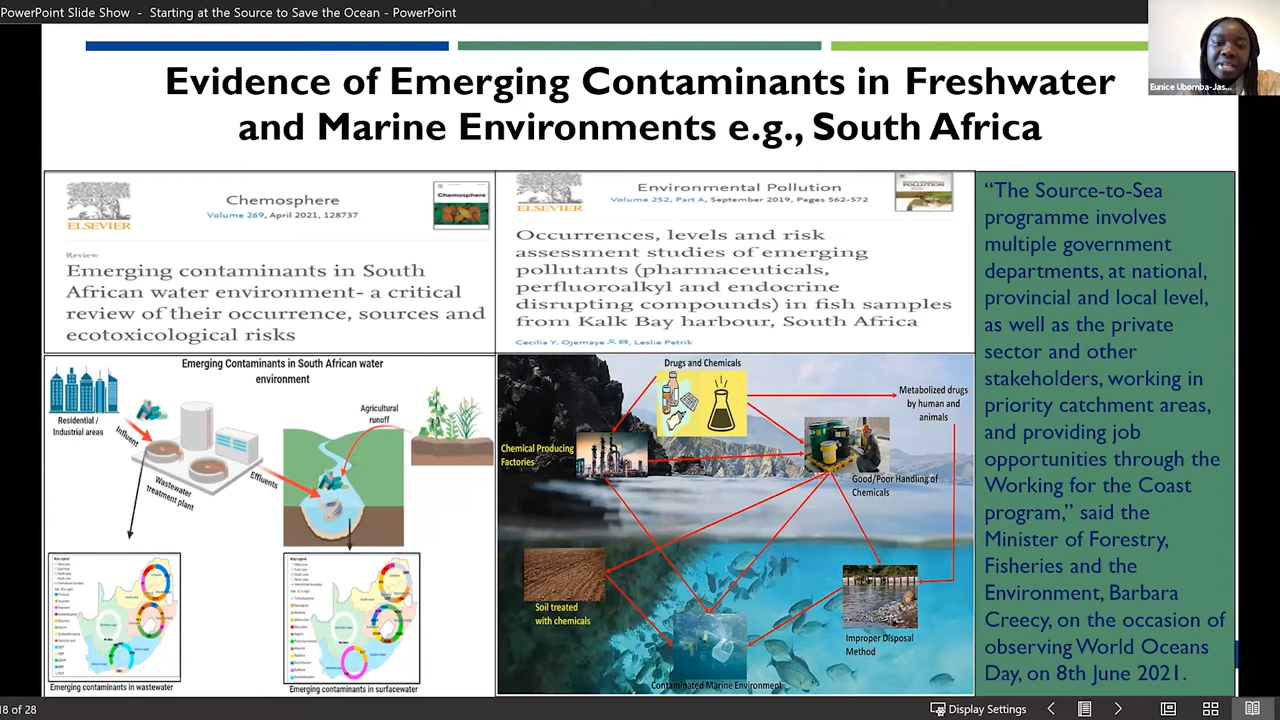 PowerPoint Slide Show - Starting at the Source to Save the Ocean - PowerPoint
Eunice Ubomba-Jas...
Evidence of Emerging Contaminants in Freshwater
and Marine Environments e.g., South Africa
ELSEVIER
Chemosphere
Volume 269, April 2021, 128737
Chemosphere
Review
Emerging contaminants in South
African water environment- a critical
review of their occurrence, sources and
ecotoxicological risks
ELSEVIER
Environmental Pollution
Volume 252, Part A, September 2019, Pages 562-572
POLLUTION
Occurrences, levels and risk
assessment studies of emerging
pollutants (pharmaceuticals,
perfluoroalkyl and endocrine
disrupting compounds) in fish samples
from Kalk Bay harbour, South Africa
Cecilia Y. Ojemaye, Leslie Petrik
Emerging Contaminants in South African water
environment
Residential /
Industrial areas
Influent
Wastewater
treatment plant
Effluents
Agricultural
runoff
Emerging contaminants in wastewater
Emerging contaminants in surfacewater
Drugs and Chemicals
Metabolized drugs
by human and
animals
Chemical Producing
Factories
Good/Poor Handling of
Chemicals
Soil treated
with chemicals
Improper Disposal
Method
Contaminated Marine Environment
“The Source-to-Sea
programme involves
multiple government
departments, at national,
provincial and local level,
as well as the private
sector and other
stakeholders, working in
priority catchment areas,
and providing job
opportunities through the
Working for the Coast
program,” said the
Minister of Forestry,
Fisheries and the
Environment, Barbara
Creecy, on the occasion of
observing World Oceans
Day, on 8th June 2021.
18 of 28
Display Settings